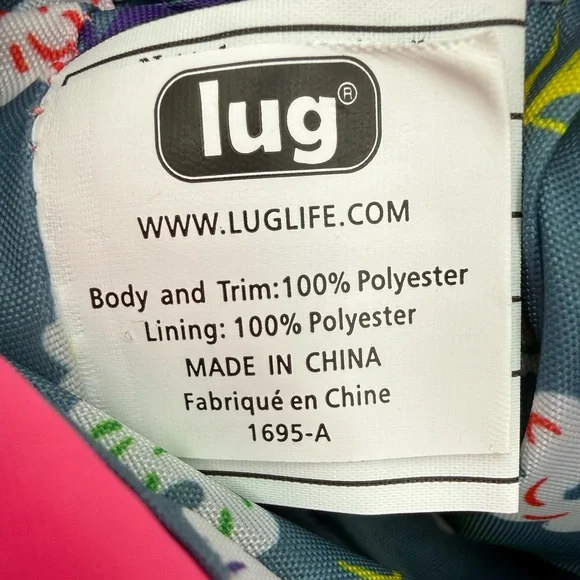 lug®
WWW.LUGLIFE.COM
Body and Trim:100% Polyester
Lining: 100% Polyester
MADE IN CHINA
Fabriqué en Chine
1695-A